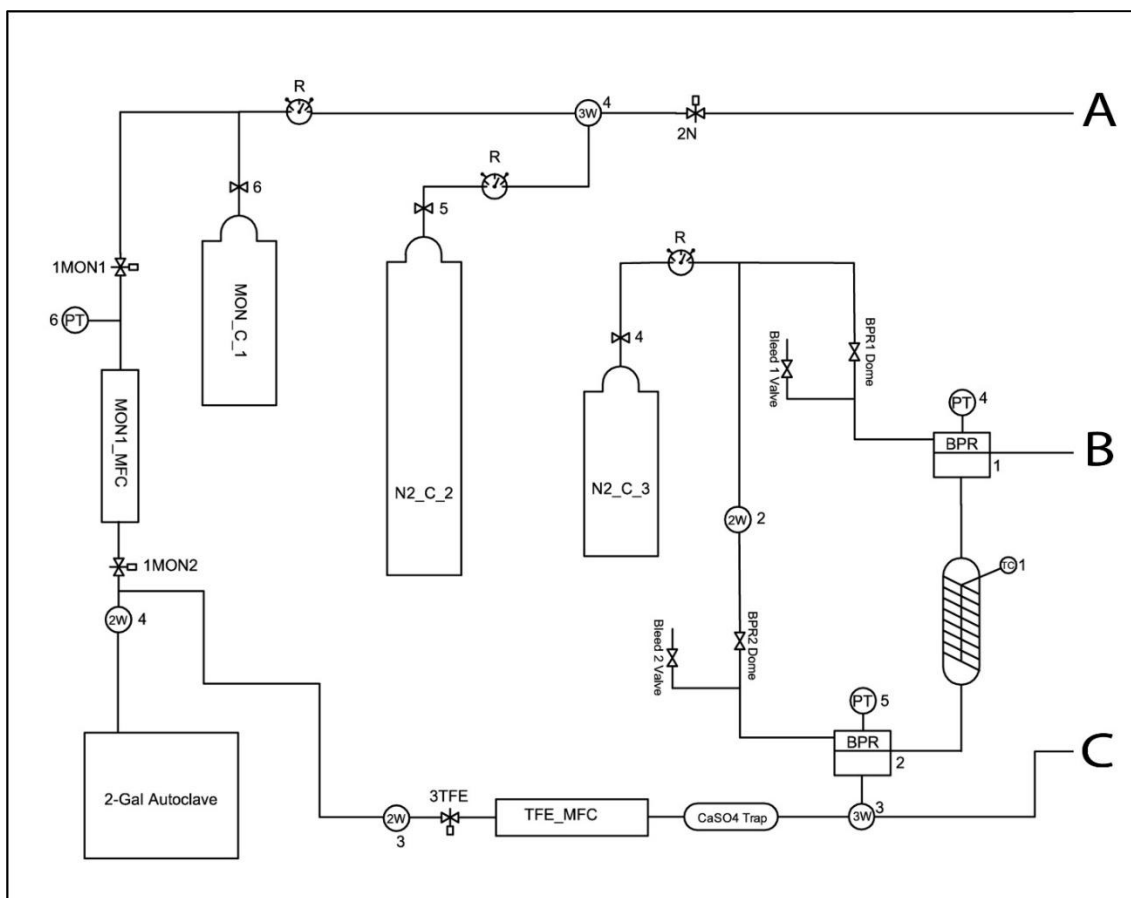 R
3W
4
A
2N
R
6
5
R
1MON1
6
PT
MON_C_1
4
Bleed 1 Valve
BPR1 Dome
PT
4
MON1_MFC
BPR
1
B
N2_C_2
N2_C_3
2W
2
1MON2
TC
1
2W
4
Bleed 2 Valve
BPR2 Dome
PT
5
BPR
2
C
2-Gal Autoclave
3TFE
2W
3
TFE_MFC
CaSO4 Trap
3W
3